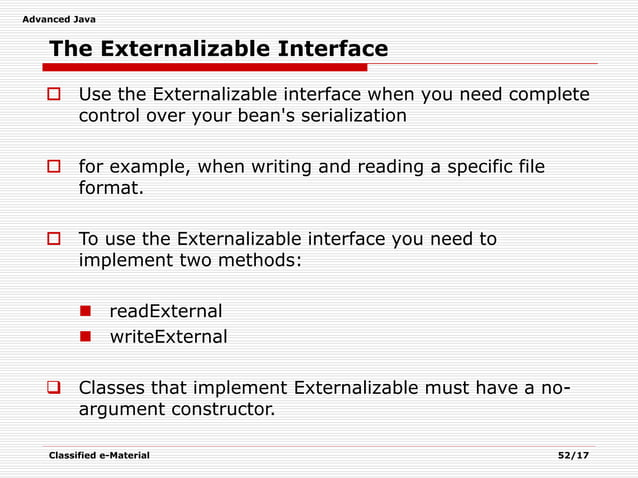 Advanced Java
The Externalizable Interface
Use the Externalizable interface when you need complete
control over your bean's serialization
for example, when writing and reading a specific file
format.
To use the Externalizable interface you need to
implement two methods:
readExternal
writeExternal
Classes that implement Externalizable must have a no-
argument constructor.
Classified e-Material
52/17